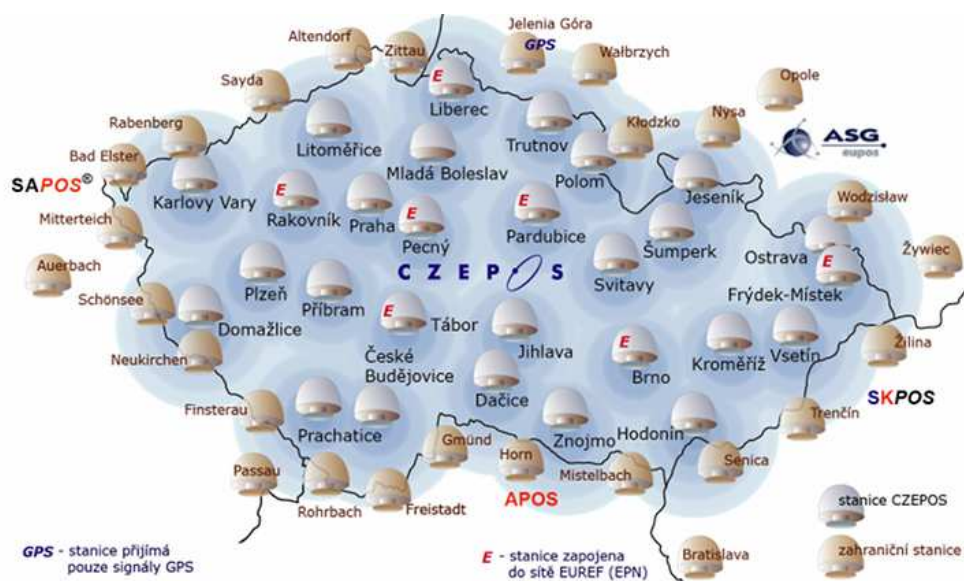 Altendorf
Zittau
Jelenia Góra
GPS
Wałbrzych
Opole
Sayda
E
Liberec
Nysa
Rabenberg
Litoměřice
Trutnov
Kłodzko
ASG
eupos
Bad Elster
Mladá Boleslav
Polom
Jeseník
SAPOS®
Karlovy Vary
E
Rakovník
Praha
E
Pecný
E
Pardubice
Šumperk
Wodzisław
Mitterteich
Ostrava
Żywiec
Auerbach
Plzeň
CZEPOS
Svitavy
E
Frýdek-Místek
Schönsee
Příbram
Domažlice
E
Tábor
Jihlava
České
Budějovice
E
Brno
Kroměříž
Vsetín
Žilina
Neukirchen
Dačice
SKPOS
Finsterau
Prachatice
Gmünd
Znojmo
Hodonín
Trenčín
Passau
Horn
Mistelbach
Senica
Rohrbach
Freistadt
APOS
stanice CZEPOS
GPS - stanice přijímá
pouze signály GPS
E - stanice zapojena
do sítě EUREF (EPN)
Bratislava
zahraniční stanice